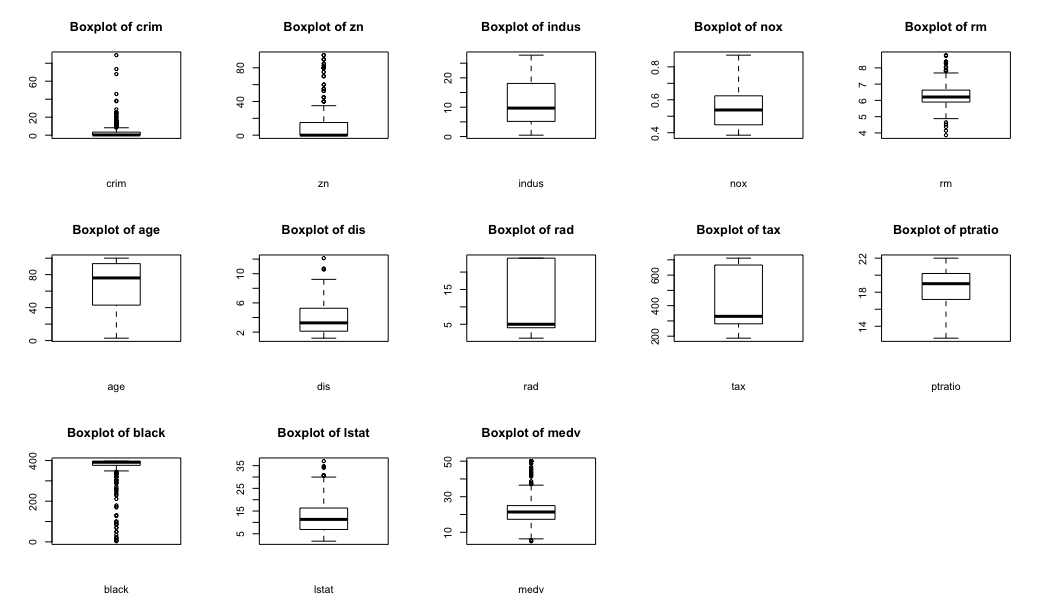 Boxplot of crim
0 20 60
crim
Boxplot of zn
0 40 80
zn
Boxplot of indus
0 10 20
indus
Boxplot of nox
0.4 0.6 0.8
nox
Boxplot of rm
4 5 6 7 8
rm
Boxplot of age
0 40 80
age
Boxplot of dis
2 6 10
dis
Boxplot of rad
5 15
rad
Boxplot of tax
200 400 600
tax
Boxplot of ptratio
14 18 22
ptratio
Boxplot of black
0 200 400
black
Boxplot of lstat
5 15 25 35
lstat
Boxplot of medv
10 30 50
medv